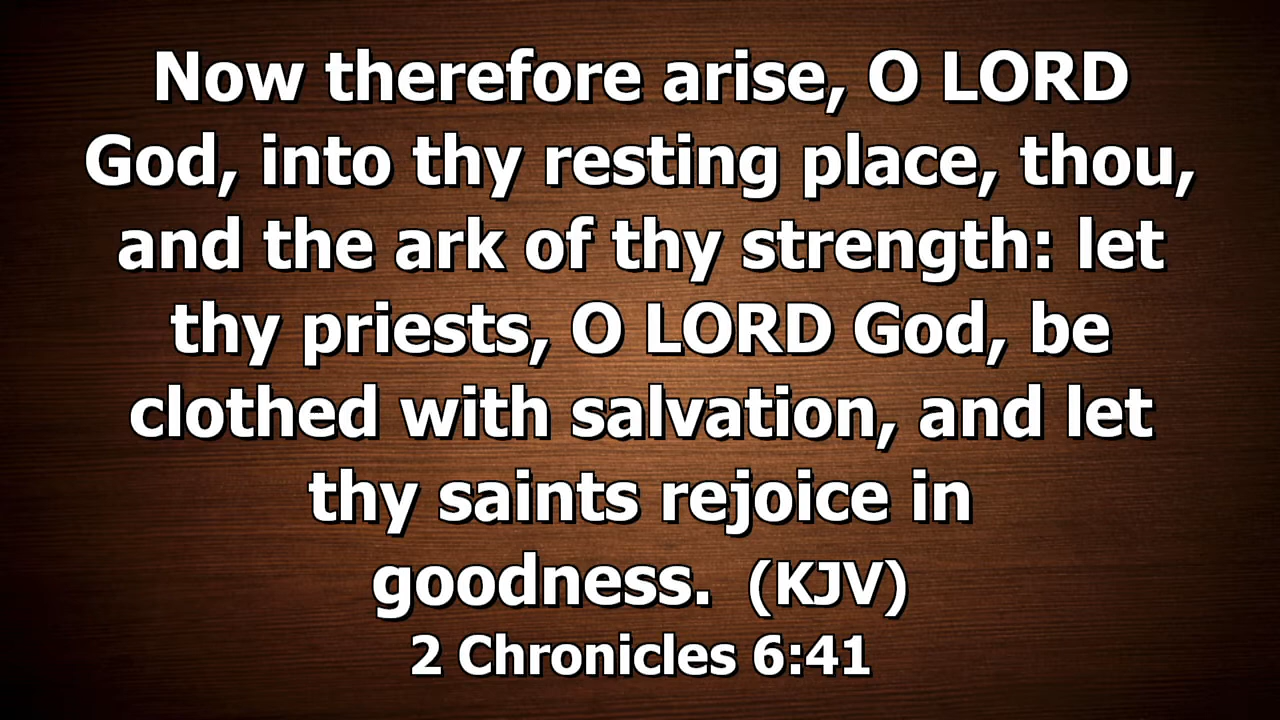 Now therefore arise, O LORD
God, into thy resting place, thou,
and the ark of thy strength: let
thy priests, O LORD God, be
clothed with salvation, and let
thy saints rejoice in
goodness.  (KJV)
2 Chronicles 6:41